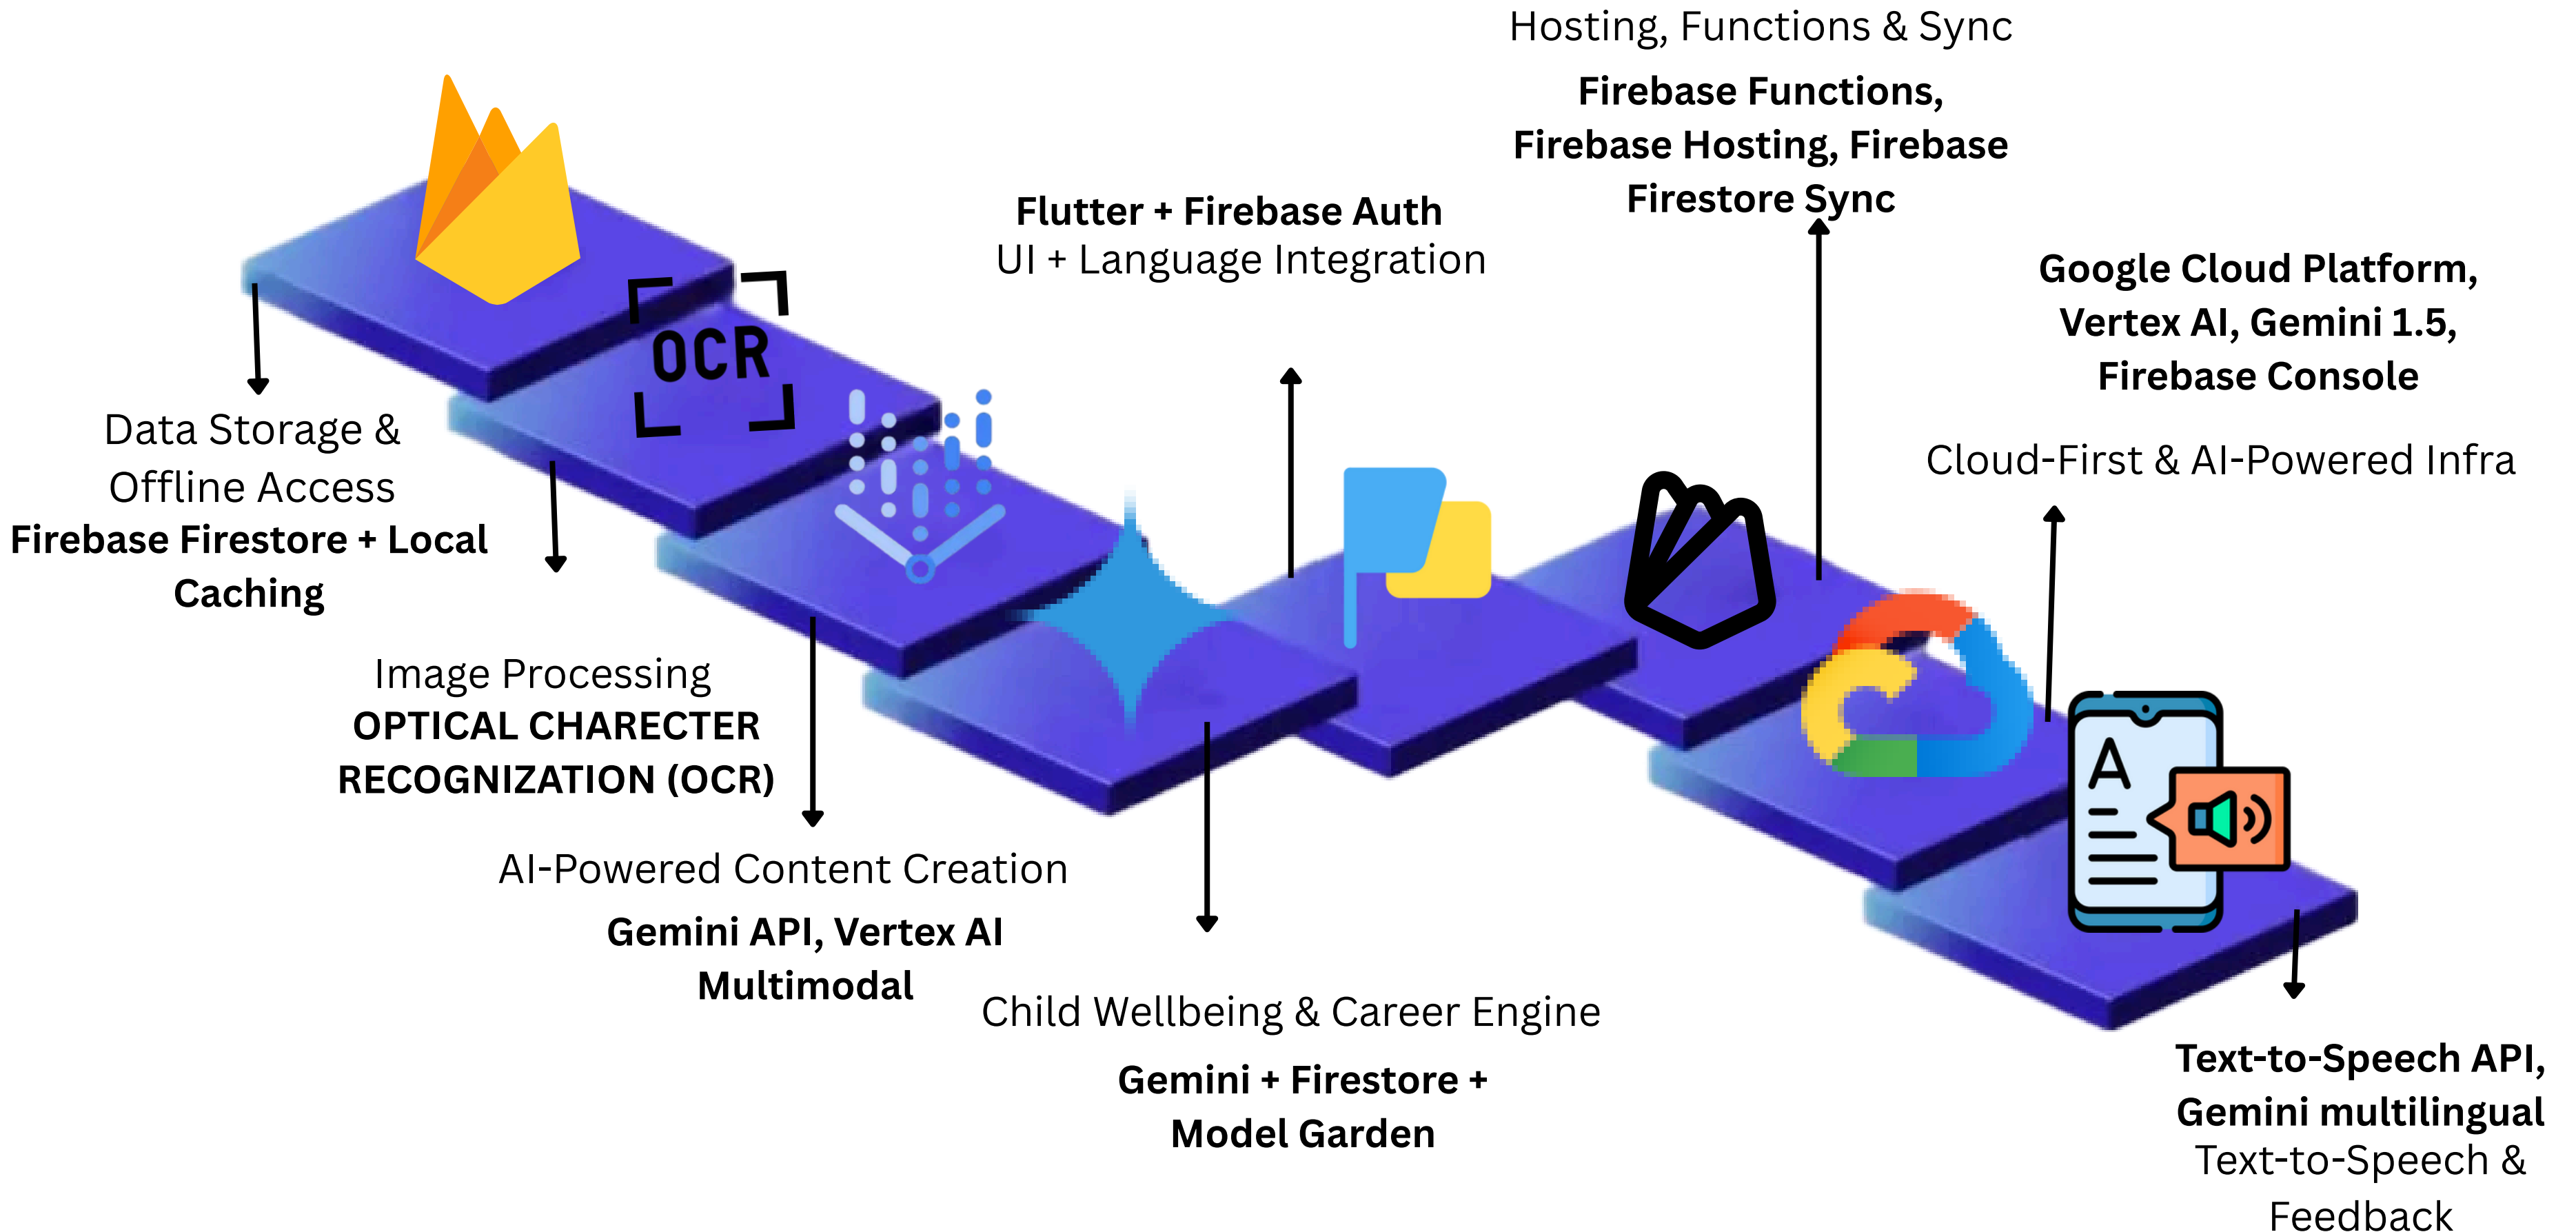 Hosting, Functions & Sync
Firebase Functions,
Firebase Hosting, Firebase
Firestore Sync
Flutter + Firebase Auth
UI + Language Integration
Google Cloud Platform,
Vertex AI, Gemini 1.5,
Firebase Console
Cloud-First & AI-Powered Infra
OCR
Data Storage &
Offline Access
Firebase Firestore + Local
Caching
Image Processing
OPTICAL CHARECTER
RECOGNIZATION (OCR)
AI-Powered Content Creation
Gemini API, Vertex AI
Multimodal
Child Wellbeing & Career Engine
Gemini + Firestore +
Model Garden
A
Text-to-Speech API,
Gemini multilingual
Text-to-Speech &
Feedback